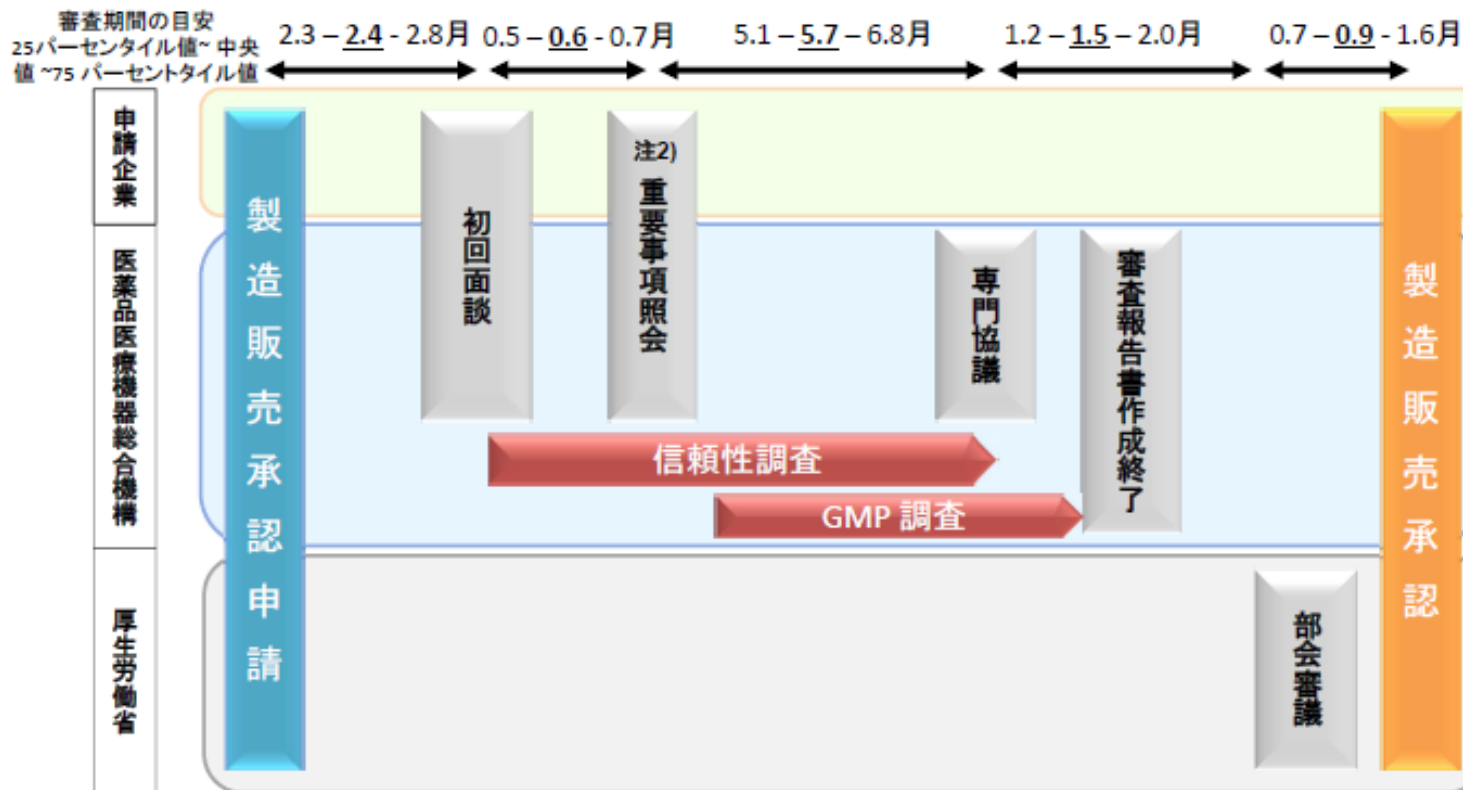 審査期間の目安
25パーセンタイル値~ 中央
値 ~75 パーセントタイル値
2.3 – 2.4 - 2.8月
0.5 – 0.6 - 0.7月
5.1 – 5.7 – 6.8月
1.2 – 1.5 – 2.0月
0.7 – 0.9 - 1.6月
申請企業
医薬品医療機器総合機構
厚生労働省
製造販売承認申請
初回面談
注2)
重要事項照会
専門協議
審査報告書作成終了
信頼性調査
GMP 調査
部会審議
製造販売承認